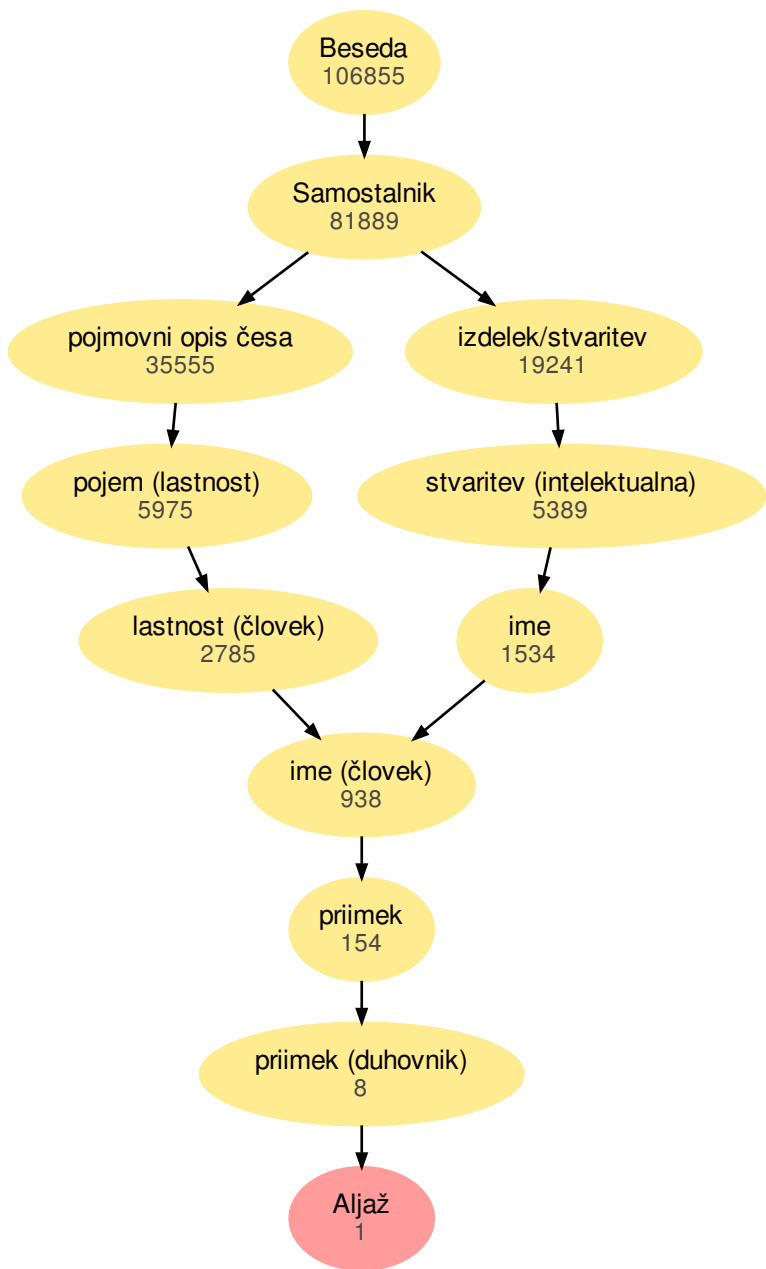 Beseda
106855
Samostalnik
81889
pojmovni opis česa
35555
izdelek/stvaritev
19241
pojem (lastnost)
5975
stvaritev (intelektualna)
5389
lastnost (človek)
2785
ime
1534
ime (človek)
938
priimek
154
priimek (duhovnik)
8
Aljaž
1